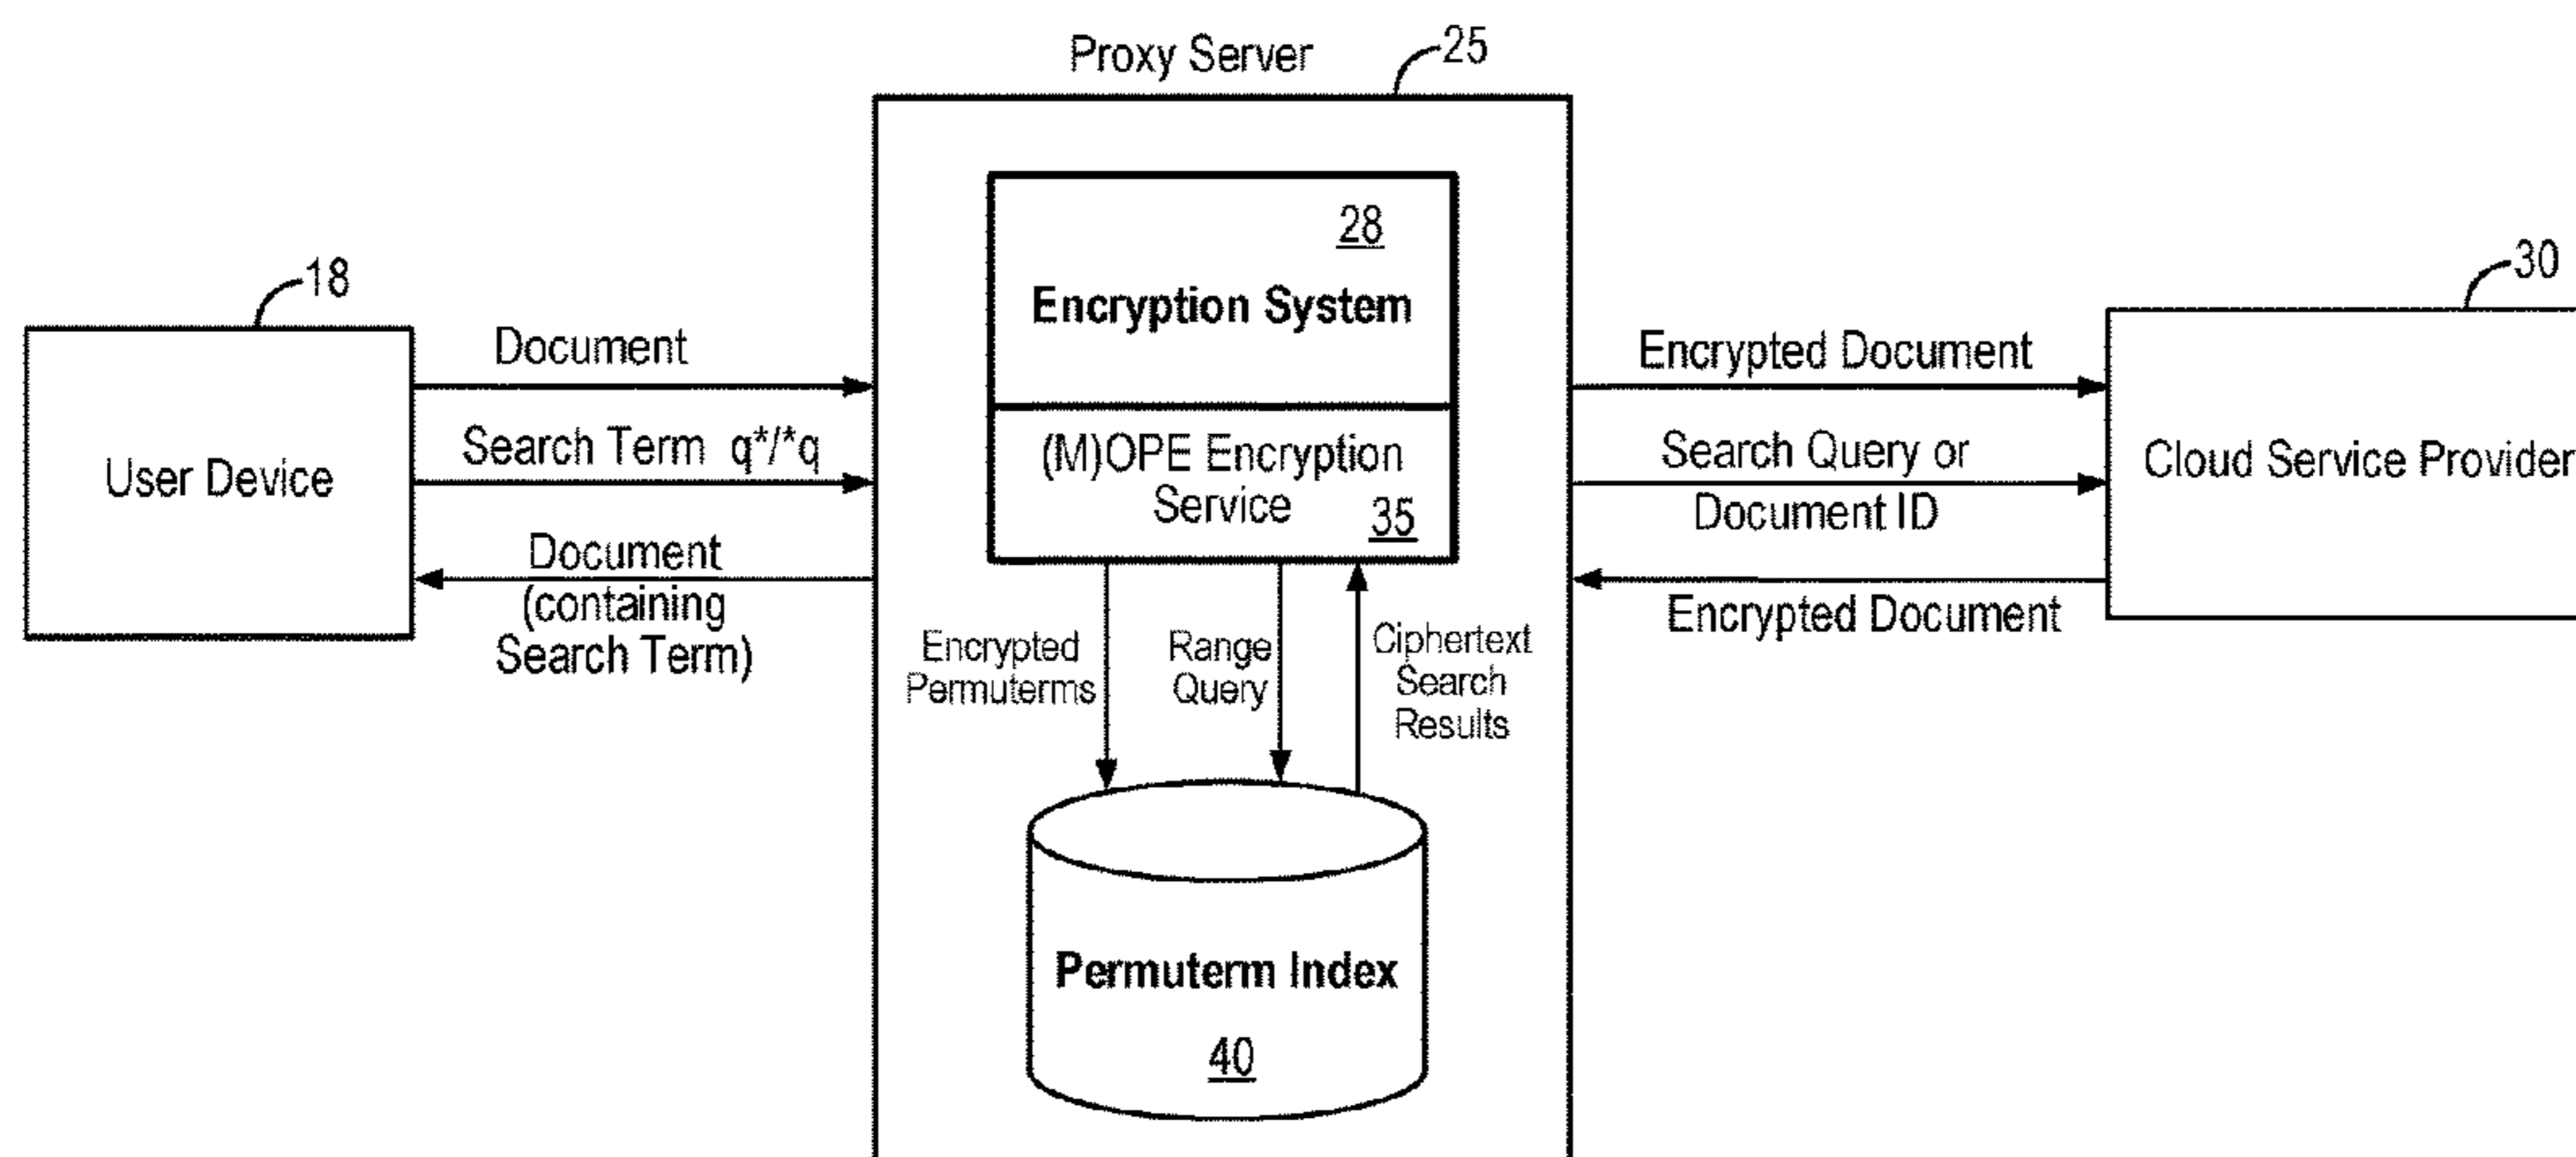 Proxy Server
25
28
Encryption System
(M)OPE Encryption
Service
35
18
User Device
Document
Search Term q*/*q
Document
(containing
Search Term)
30
Encrypted Document
Search Query or
Document ID
Encrypted Document
Cloud Service Provider
Encrypted
Permuterms
Range
Query
Ciphertext
Search
Results
Permuterm Index
40